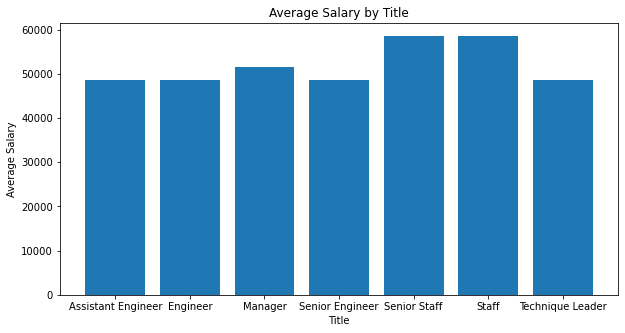 Average Salary by Title
Average Salary
60000
50000
40000
30000
20000
10000
0
Assistant Engineer Engineer Manager Senior Engineer Senior Staff Staff Technique Leader
Title